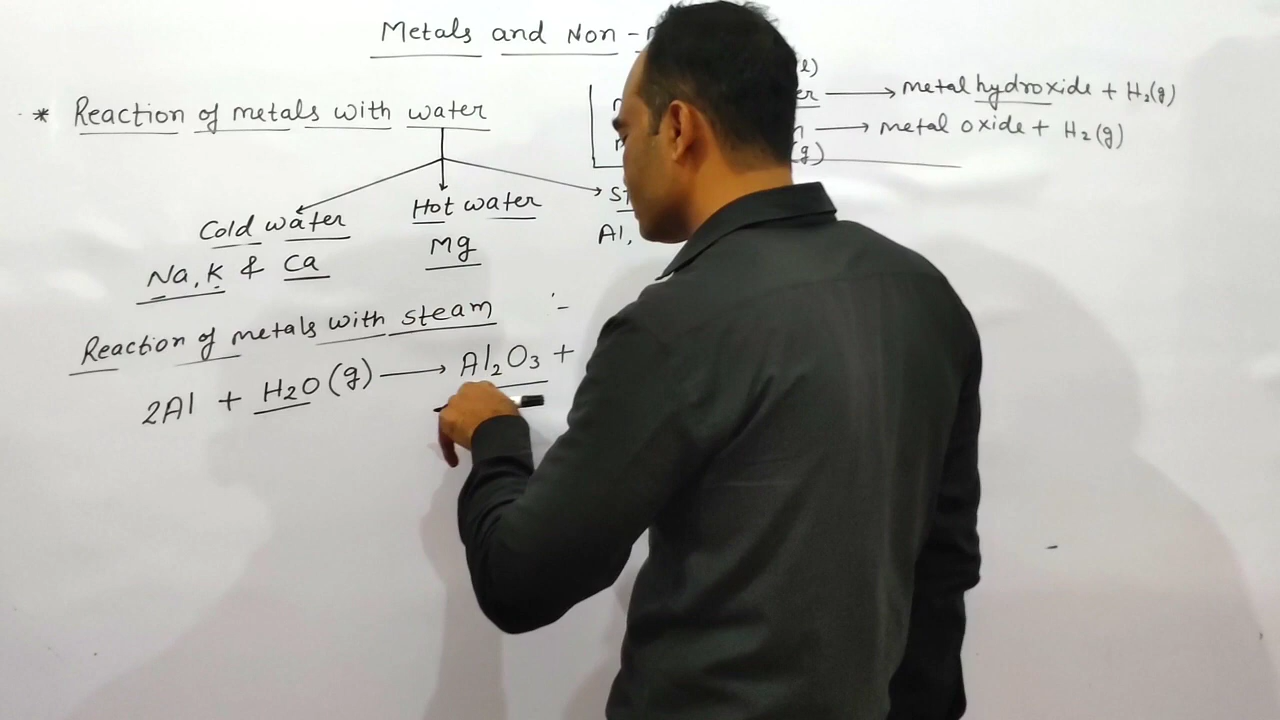 Metals and Non -
* Reaction of metals with water
metal hydroxide + H2(g)
metal oxide + H2(g)
(g)
Cold water
Hot water
Na, K & Ca
Mg
Al,
Reaction of metals with steam :-
2Al + H2O(g) ⟶ Al2O3 +